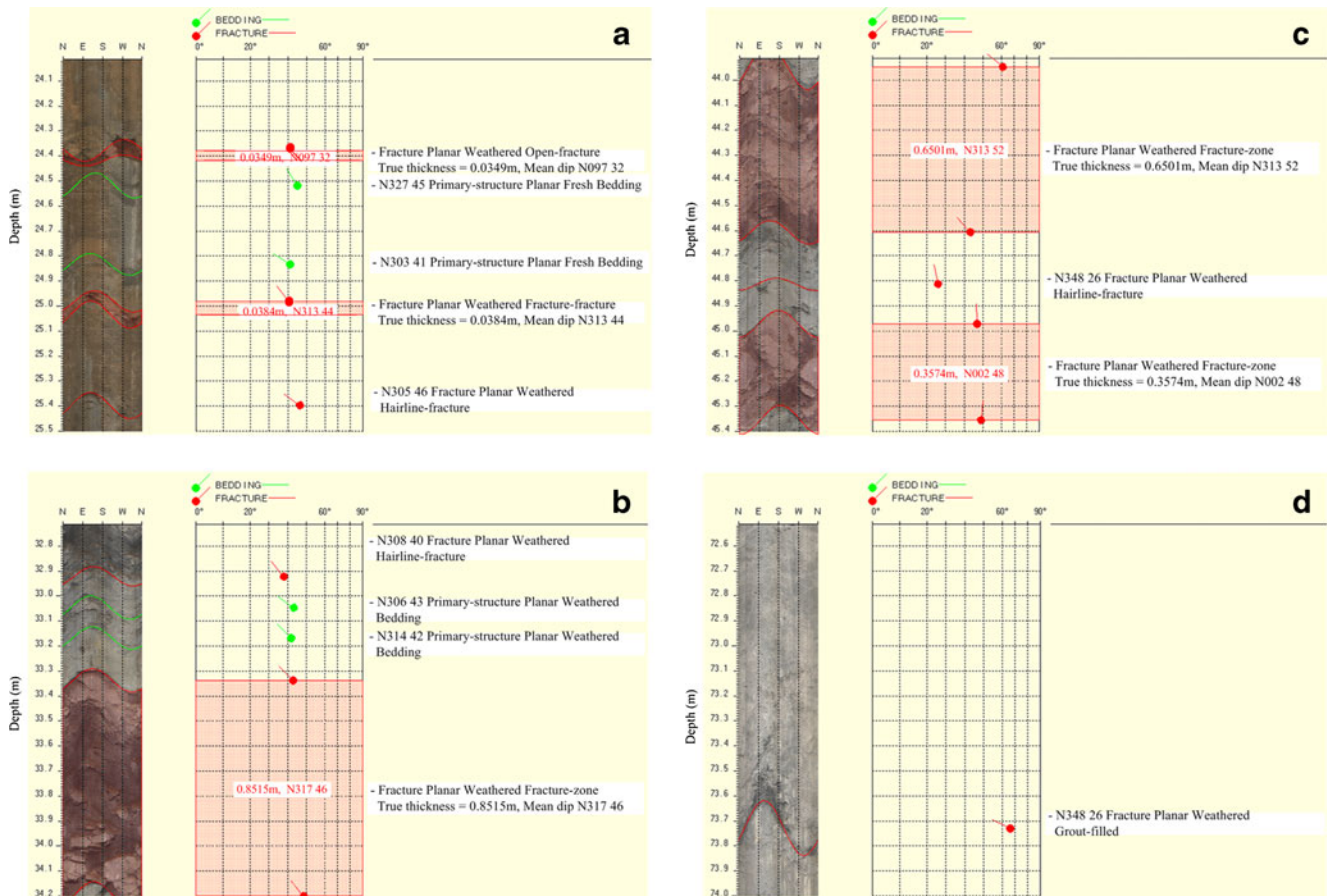 BEDDING
FRACTURE
a
N E S W N
0° 20° 60° 90°
Depth (m)
24.1
24.2
24.3
24.4
24.5
24.6
24.8
24.9
25.0
25.1
25.3
25.4
25.5
0.0349m, N097 32
0.0384m, N313 44
- Fracture Planar Weathered Open-fracture
True thickness = 0.0349m, Mean dip N097 32
- N327 45 Primary-structure Planar Fresh Bedding
- N303 41 Primary-structure Planar Fresh Bedding
- Fracture Planar Weathered Fracture-fracture
True thickness = 0.0384m, Mean dip N313 44
- N305 46 Fracture Planar Weathered
Hairline-fracture
BEDDING
FRACTURE
c
N E S W N
0° 20° 60° 90°
Depth (m)
44.0
44.1
44.2
44.3
44.5
44.6
44.8
44.9
45.0
45.1
45.2
45.3
45.4
0.6501m, N313 52
0.3574m, N002 48
- Fracture Planar Weathered Fracture-zone
True thickness = 0.6501m, Mean dip N313 52
- N348 26 Fracture Planar Weathered
Hairline-fracture
- Fracture Planar Weathered Fracture-zone
True thickness = 0.3574m, Mean dip N002 48
BEDDING
FRACTURE
b
N E S W N
0° 20° 60° 90°
Depth (m)
32.8
32.9
33.0
33.1
33.2
33.3
33.4
33.5
33.6
33.7
33.8
33.9
34.0
34.1
34.2
0.8515m, N317 46
- N308 40 Fracture Planar Weathered
Hairline-fracture
- N306 43 Primary-structure Planar Weathered
Bedding
- N314 42 Primary-structure Planar Weathered
Bedding
- Fracture Planar Weathered Fracture-zone
True thickness = 0.8515m, Mean dip N317 46
BEDDING
FRACTURE
d
N E S W N
0° 20° 60° 90°
Depth (m)
72.6
72.7
72.8
72.9
73.0
73.1
73.2
73.3
73.4
73.5
73.6
73.7
73.8
73.9
74.0
- N348 26 Fracture Planar Weathered
Grout-filled